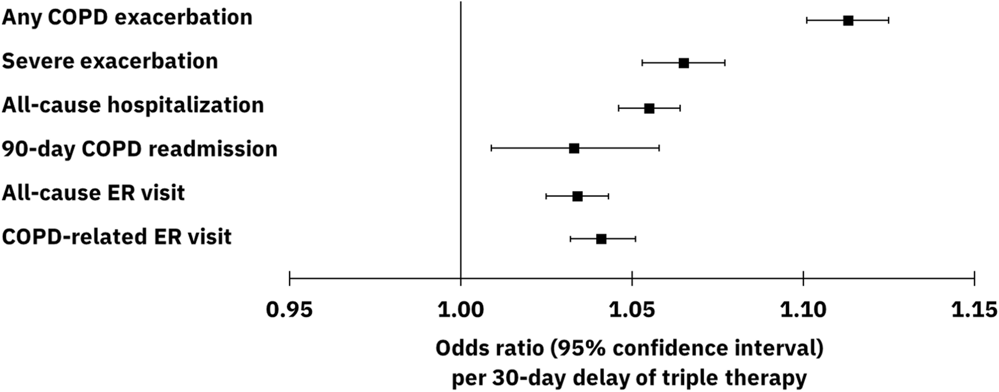 Any COPD exacerbation
Severe exacerbation
All-cause hospitalization
90-day COPD readmission
All-cause ER visit
COPD-related ER visit
0.95 1.00 1.05 1.10 1.15
Odds ratio (95% confidence interval)
per 30-day delay of triple therapy